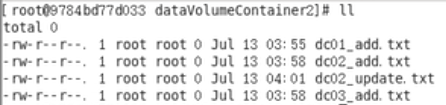 [root@9784bd77d033 dataVolumeContainer2]# ll
total 0
-rw-r--r--. 1 root root 0 Jul 13 03:55 dc01_add.txt
-rw-r--r--. 1 root root 0 Jul 13 03:58 dc02_add.txt
-rw-r--r--. 1 root root 0 Jul 13 04:01 dc02_update.txt
-rw-r--r--. 1 root root 0 Jul 13 03:58 dc03_add.txt